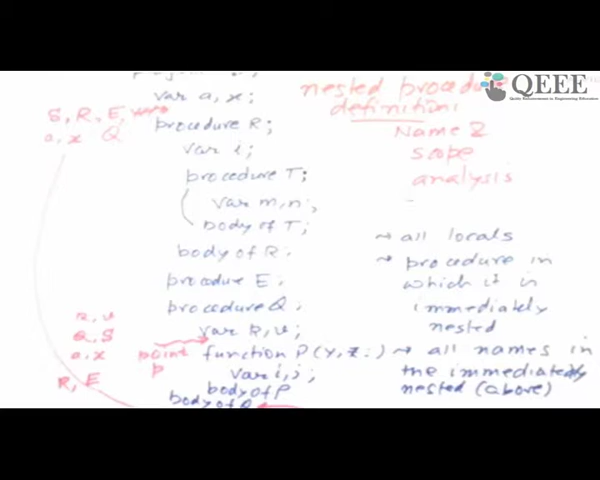 nested procedure
definition:
QEEE
var a, x;
S, R, E,
a, x Q
procedure R;
Name &
scope
analysis
var i;
procedure T;
var m, n;
body of T;
body of R;
procedure E;
procedure Q;
var R, v;
function P(y, z:)
var i, j;
body of P
body of Q
→ all locals
→ procedure in
which it is
immediately
nested
→ all names in
the immediately
nested (above)
Q, S
a, x
R, E
point
p